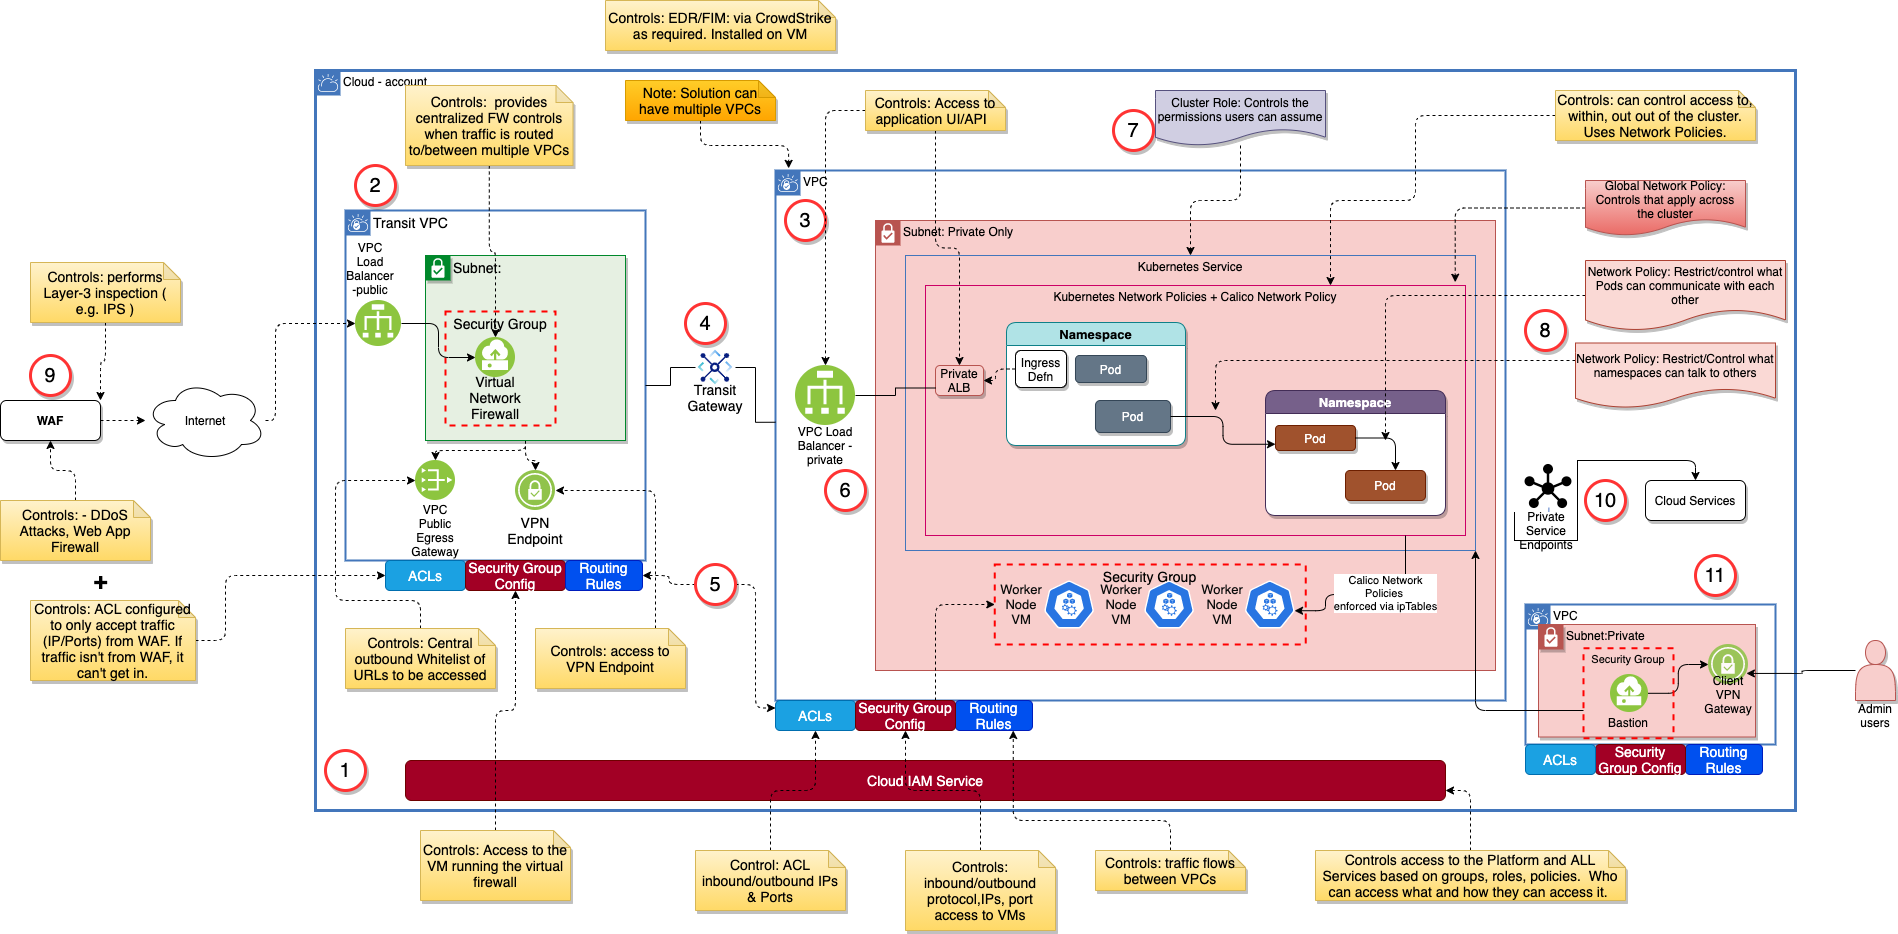 Controls: EDR/FIM: via CrowdStrike
as required. Installed on VM
Cloud - account
Controls:  provides
centralized FW controls
when traffic is routed
to/between multiple VPCs
Note: Solution can
have multiple VPCs
Controls: Access to
application UI/API
7
Cluster Role: Controls the
permissions users can assume
Controls: can control access to,
within, out out of the cluster.
Uses Network Policies.
2
VPC
3
Global Network Policy:
Controls that apply across
the cluster
Transit VPC
Subnet: Private Only
VPC
Load
Balancer
-public
Subnet:
Kubernetes Service
Controls: performs
Layer-3 inspection (
e.g. IPS )
Network Policy: Restrict/control what
Pods can communicate with each
other
Kubernetes Network Policies + Calico Network Policy
Security Group
4
Namespace
8
9
Ingress
Defn
Pod
Network Policy: Restrict/Control what
namespaces can talk to others
Virtual
Network
Firewall
Transit
Gateway
Private
ALB
WAF
Internet
Pod
Namespace
VPC Load
Balancer -
private
Pod
6
Pod
10
Cloud Services
VPC
Public
Egress
Gateway
VPN
Endpoint
Private
Service
Endpoints
Controls: - DDoS
Attacks, Web App
Firewall
+
ACLs
Security Group
Config
Routing
Rules
5
Security Group
Worker
Node
VM
Worker
Node
VM
Worker
Node
VM
Calico Network
Policies
enforced via ipTables
11
Controls: ACL configured
to only accept traffic
(IP/Ports) from WAF. If
traffic isn't from WAF, it
can't get in.
VPC
Subnet:Private
Controls: Central
outbound Whitelist of
URLs to be accessed
Controls: access to
VPN Endpoint
Security Group
Bastion
Client
VPN
Gateway
Admin
users
ACLs
Security Group
Config
Routing
Rules
ACLs
Security
Group Config
Routing
Rules
1
Cloud IAM Service
Controls: Access to the
VM running the virtual
firewall
Control: ACL
inbound/outbound IPs
& Ports
Controls:
inbound/outbound
protocol,IPs, port
access to VMs
Controls: traffic flows
between VPCs
Controls access to the Platform and ALL
Services based on groups, roles, policies.  Who
can access what and how they can access it.